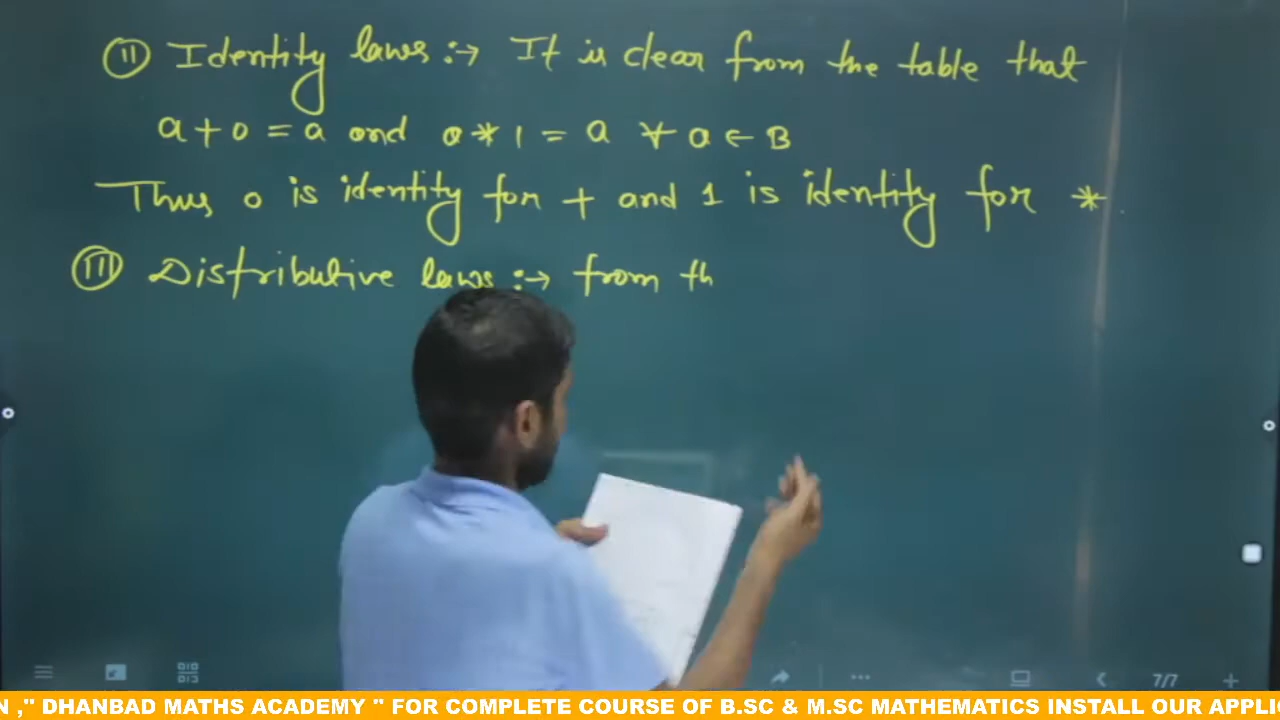 (II) Identity laws :→ It is clear from the table that
a + 0 = a and a * 1 = a ∀ a ∈ B
Thus 0 is identity for + and 1 is identity for *
(III) Distributive laws :→ from th
7/7
N ," DHANBAD MATHS ACADEMY " FOR COMPLETE COURSE OF B.SC & M.SC MATHEMATICS INSTALL OUR APPLI